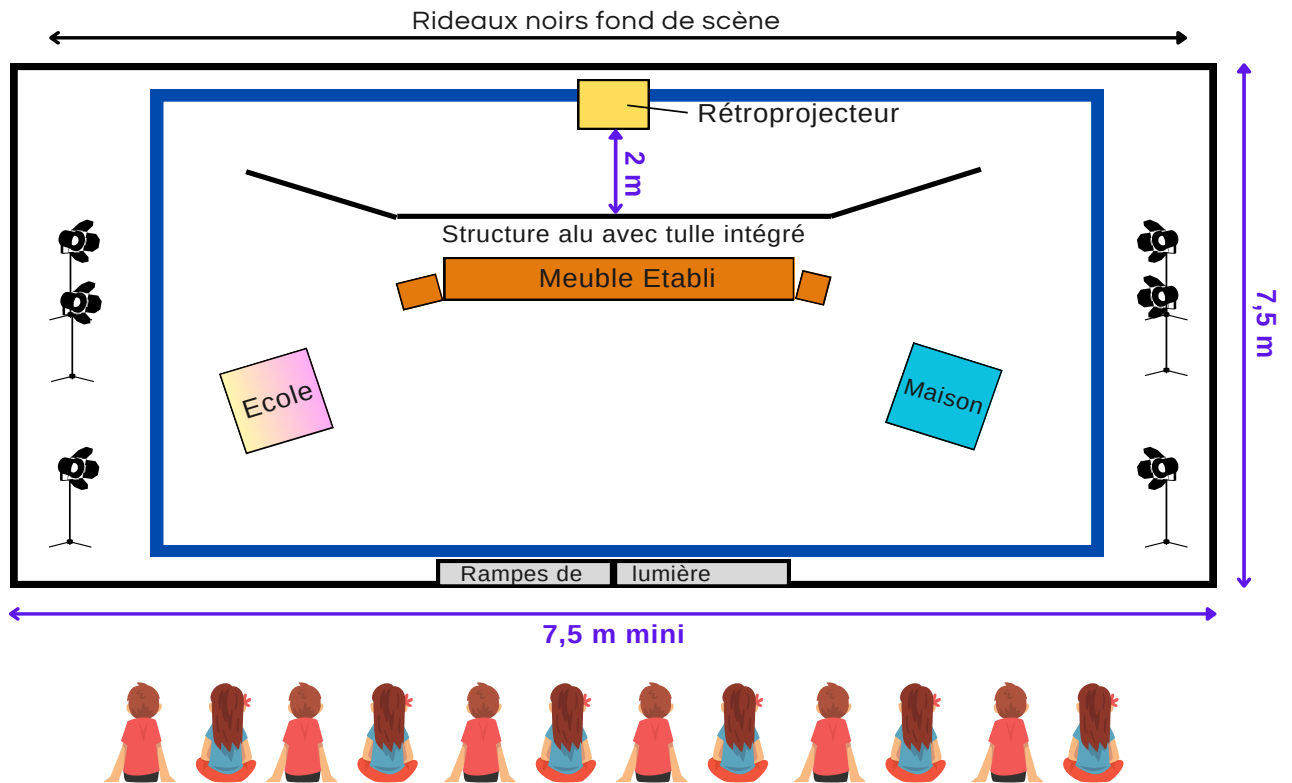 Rideaux noirs fond de scène
Rétroprojecteur
2 m
Structure alu avec tulle intégré
Meuble Etabli
7,5 m
Ecole
Maison
Rampes de lumière
7,5 m mini